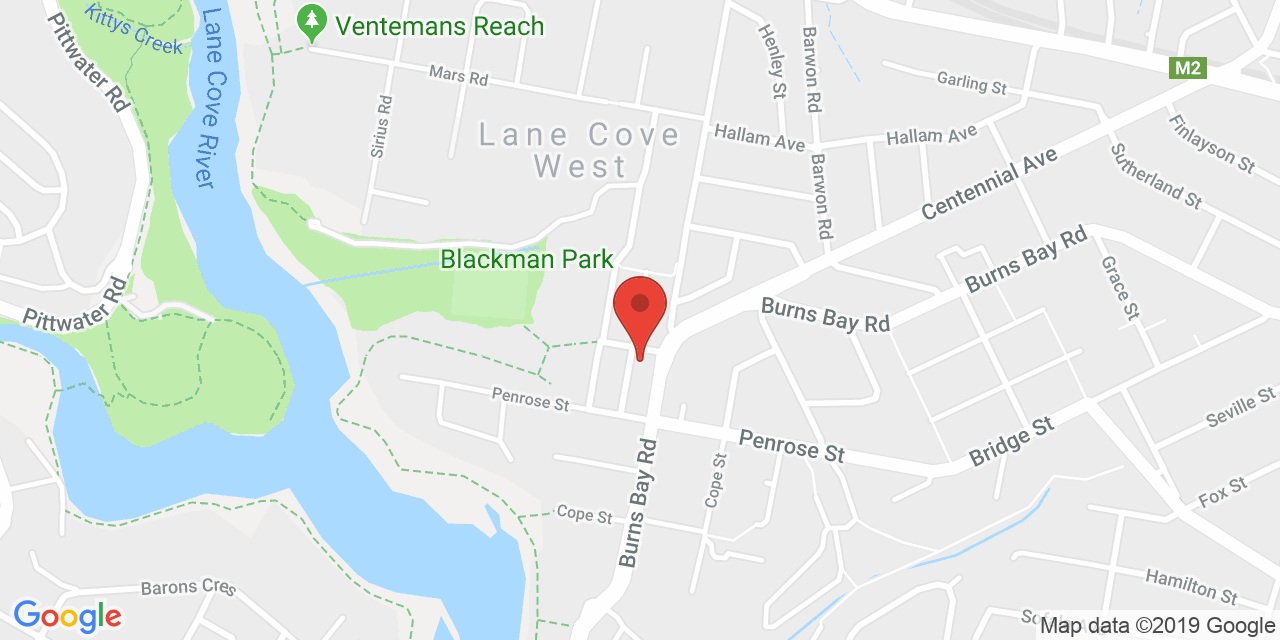 Kittys Creek
Pittwater Rd
Lane Cove River
Ventemans Reach
Mars Rd
Sirius Rd
Lane Cove
West
Henley St
Barwon Rd
M2
Garling St
Hallam Ave
Hallam Ave
Finlayson St
Sutherland St
Barwon Rd
Centennial Ave
Blackman Park
Burns Bay Rd
Grace St
Pittwater Rd
Burns Bay Rd
Penrose St
Seville St
Penrose St
Bridge St
Burns Bay Rd
Cope St
Fox St
Cope St
Barons Cres
Hamilton St
Google
Map data ©2019 Google